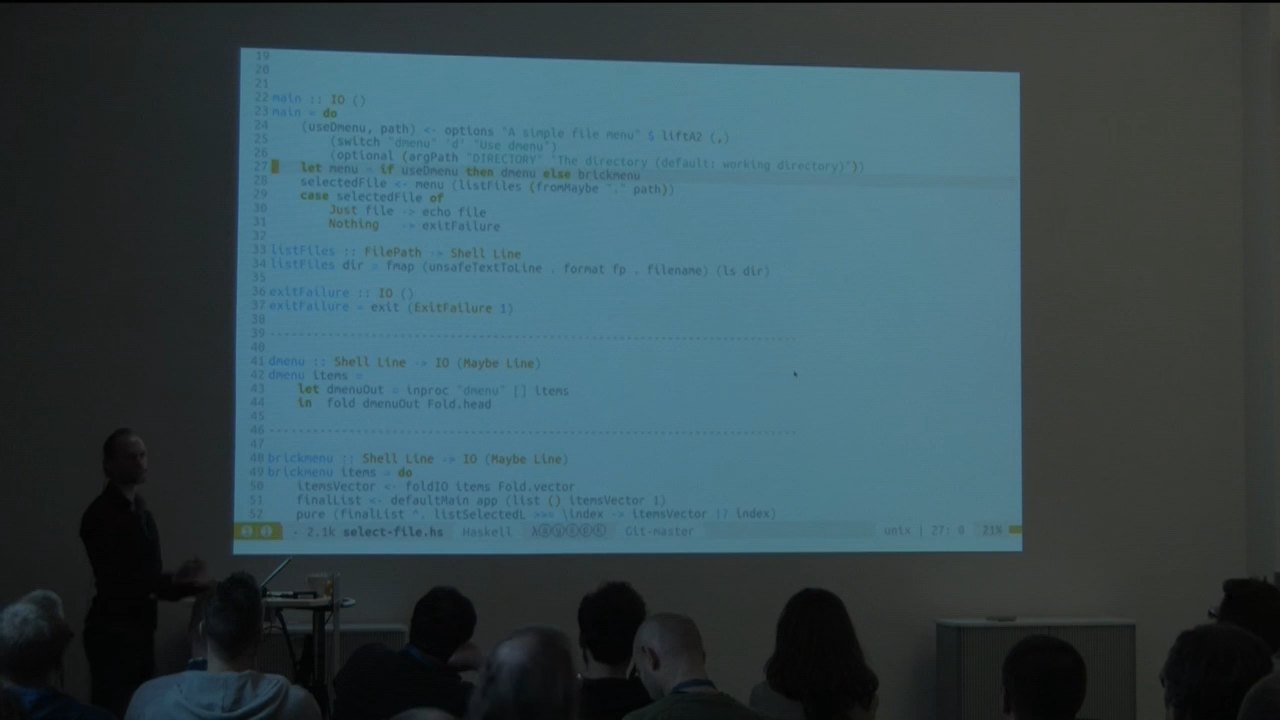 19
20
21
22 main :: IO ()
23 main = do
24     (useDmenu, path) <- options "A simple file menu" $ liftA2 (,)
25         (switch "dmenu" 'd' "Use dmenu")
26         (optional (argPath "DIRECTORY" "The directory (default: working directory)"))
27     let menu = if useDmenu then dmenu else brickmenu
28     selectedFile <- menu (listFiles (fromMaybe "." path))
29     case selectedFile of
30         Just file -> echo file
31         Nothing   -> exitFailure
32
33 listFiles :: FilePath -> Shell Line
34 listFiles dir = fmap (unsafeTextToLine . format fp . filename) (ls dir)
35
36 exitFailure :: IO ()
37 exitFailure = exit (ExitFailure 1)
38
39 --------------------------------------------------------------------------
40
41 dmenu :: Shell Line -> IO (Maybe Line)
42 dmenu items =
43     let dmenuOut = inproc "dmenu" [] items
44     in  fold dmenuOut Fold.head
45
46 --------------------------------------------------------------------------
47
48 brickmenu :: Shell Line -> IO (Maybe Line)
49 brickmenu items = do
50     itemsVector <- foldIO items Fold.vector
51     finalList <- defaultMain app (list () itemsVector 1)
52     pure (finalList ^. listSelectedL >>= \index -> itemsVector !? index)
- 2.1k select-file.hs Haskell Git-master unix | 27: 0 21%